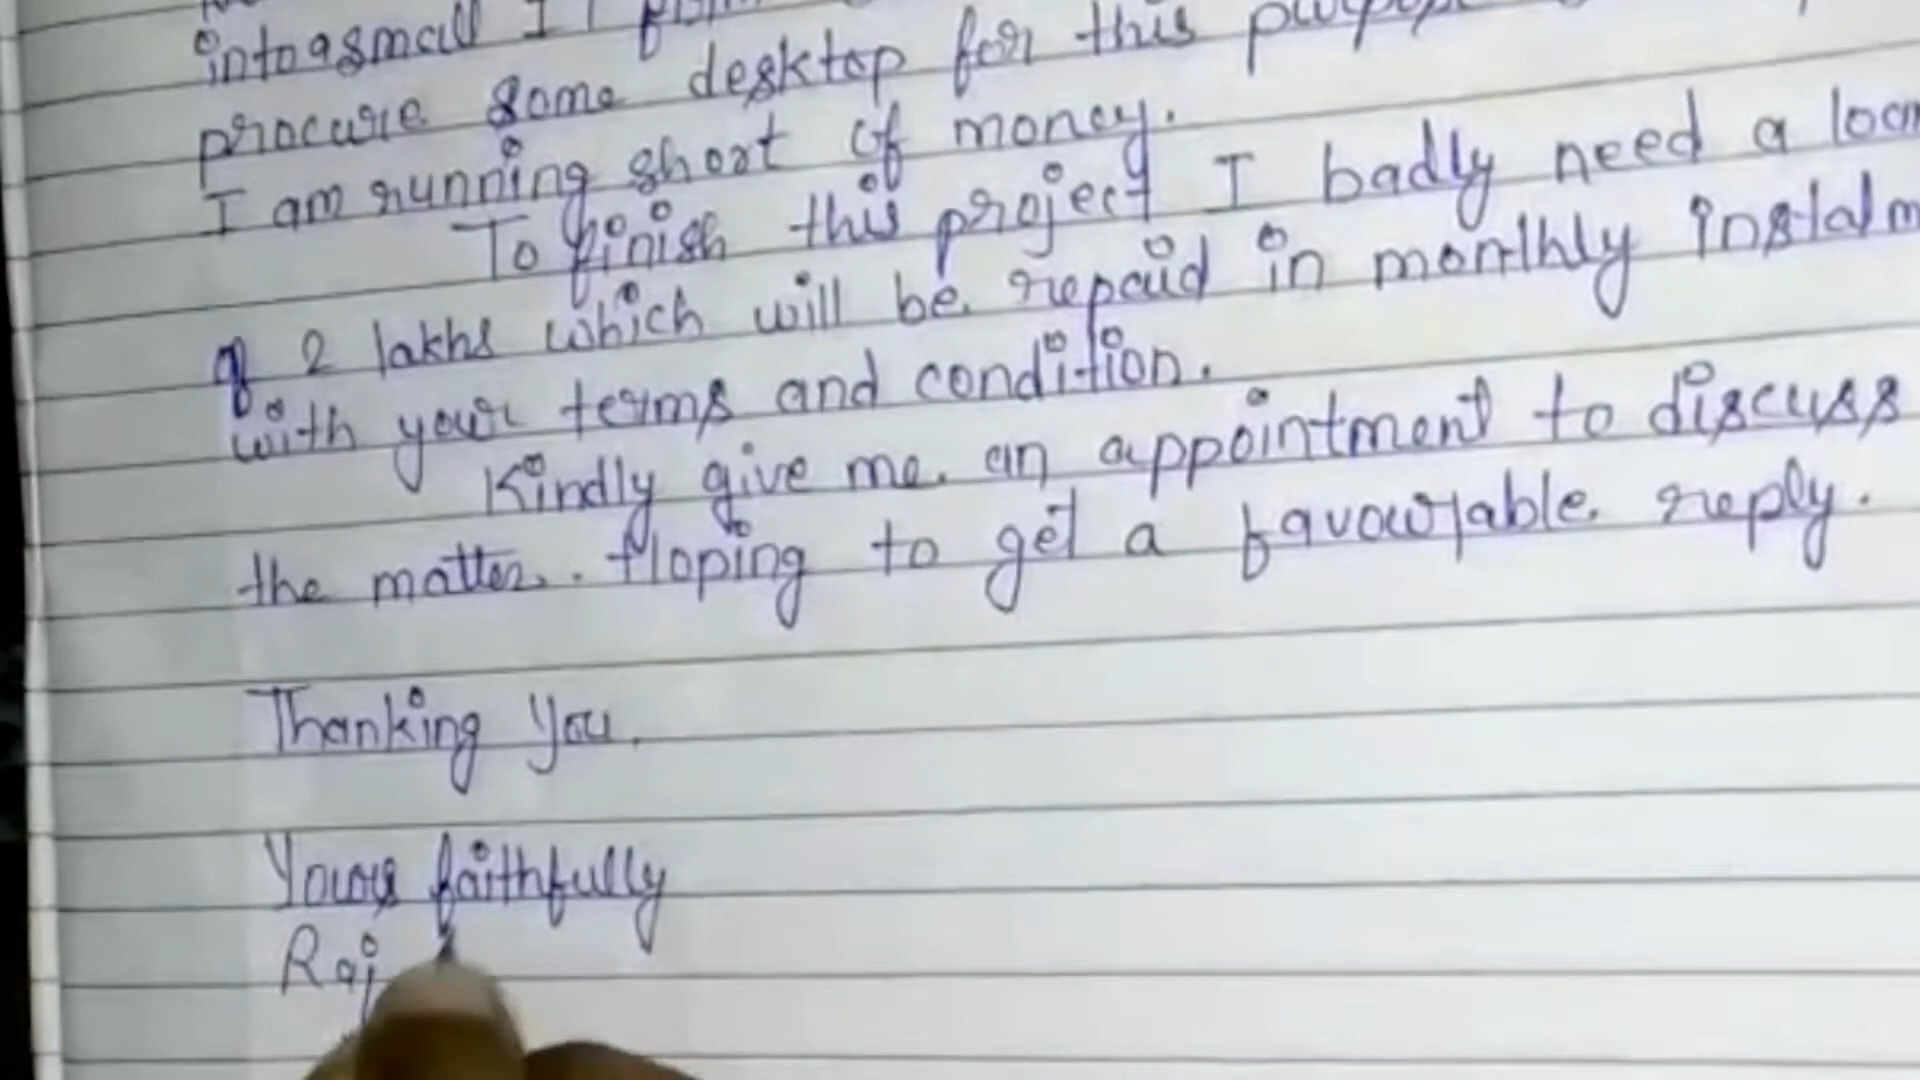 into a small IT
procure some desktop for this purpose
I am running short of money.
To finish this project I badly need a loan
of 2 lakhs which will be repaid in monthly instalm
with your terms and condition.
Kindly give me an appointment to discuss
the matter. Hoping to get a favourable reply.
Thanking You.
Yours faithfully
Raj